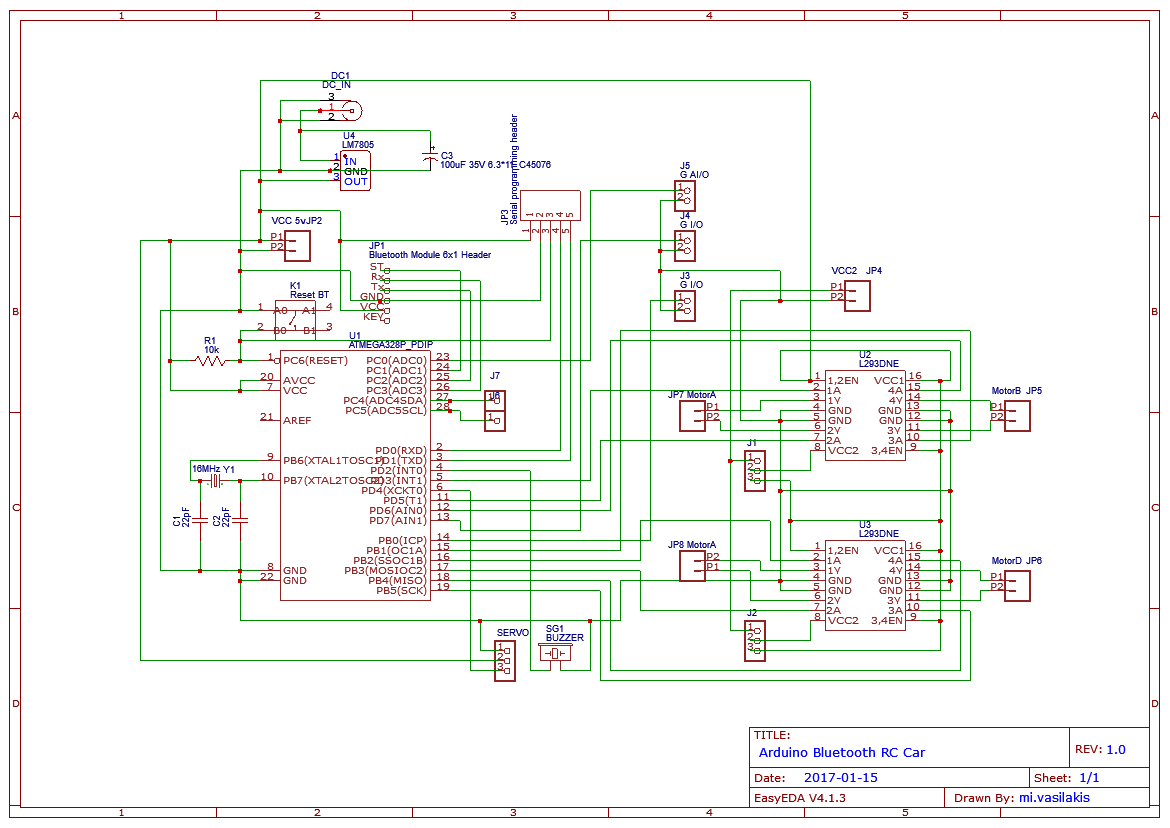 1 2 3 4 5
A
B
C
D
A
B
C
D
1 2 3 4 5
DC1
DC_IN
3
1
2
U4
LM7805
1 IN
2 GND
3 OUT
C3
100uF 35V 6.3*11 C45076
JP3
Serial programming header
1 2 3 4 5
1 2 3 4 5
J5
G AI/O
1
2
J4
G I/O
1
2
J3
G I/O
1
2
VCC 5v JP2
P1
P2
JP1
Bluetooth Module 6x1 Header
ST
Rx
Tx
GND
VCC
KEY
VCC2 JP4
P1
P2
K1
Reset BT
1 A0 A1 4
2 B0 B1 3
R1
10k
U1
ATMEGA328P_PDIP
1 PC6(RESET)
20 AVCC
7 VCC
21 AREF
9 PB6(XTAL1TOSC1)
10 PB7(XTAL2TOSC2)
8 GND
22 GND
PC0(ADC0) 23
PC1(ADC1) 24
PC2(ADC2) 25
PC3(ADC3) 26
PC4(ADC4SDA) 27
PC5(ADC5SCL) 28
PD0(RXD) 2
PD1(TXD) 3
PD2(INT0) 4
PD3(INT1) 5
PD4(XCKT0) 6
PD5(T1) 11
PD6(AIN0) 12
PD7(AIN1) 13
PB0(ICP) 14
PB1(OC1A) 15
PB2(SSOC1B) 16
PB3(MOSIOC2) 17
PB4(MISO) 18
PB5(SCK) 19
16MHz Y1
C1
22pF
C2
22pF
J7
1
J6
1
U2
L293DNE
1 1,2EN VCC1 16
2 1A 4A 15
3 1Y 4Y 14
4 GND GND 13
5 GND GND 12
6 2Y 3Y 11
7 2A 3A 10
8 VCC2 3,4EN 9
JP7 MotorA
P1
P2
MotorB JP5
P1
P2
J1
1
2
3
U3
L293DNE
1 1,2EN VCC1 16
2 1A 4A 15
3 1Y 4Y 14
4 GND GND 13
5 GND GND 12
6 2Y 3Y 11
7 2A 3A 10
8 VCC2 3,4EN 9
JP8 MotorA
P2
P1
MotorD JP6
P1
P2
J2
1
2
3
SERVO
1
2
3
SG1
BUZZER
TITLE:
Arduino Bluetooth RC Car
REV: 1.0
Date: 2017-01-15
Sheet: 1/1
EasyEDA V4.1.3
Drawn By: mi.vasilakis